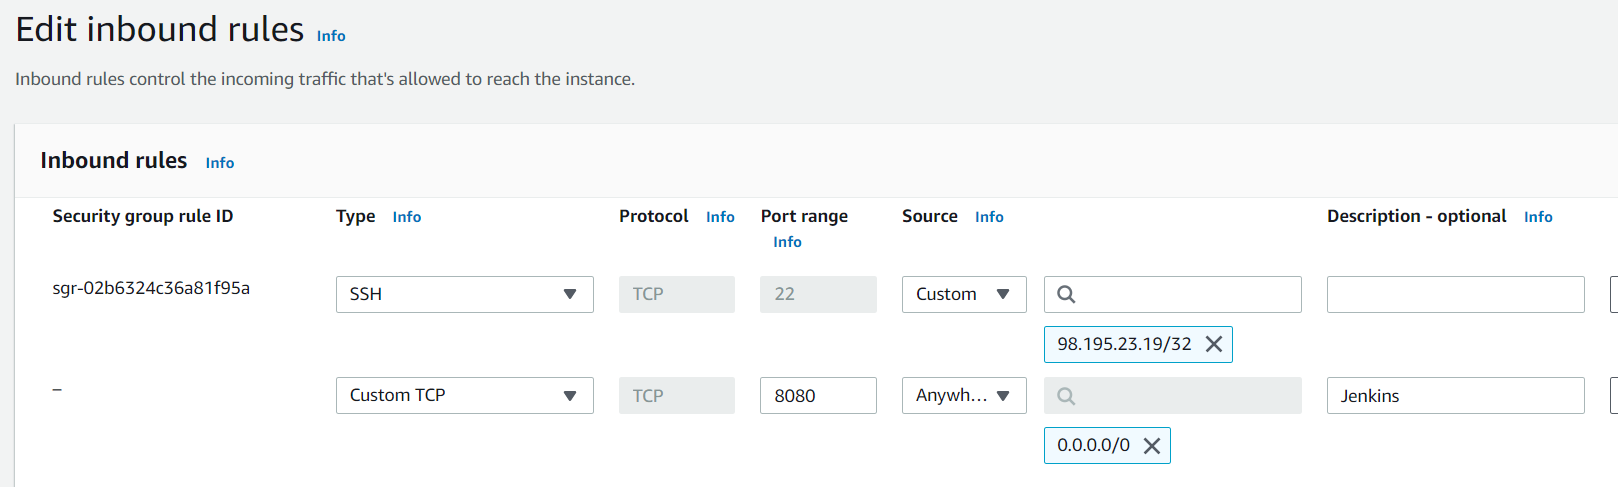 Edit inbound rules Info
Inbound rules control the incoming traffic that's allowed to reach the instance.
Inbound rules Info
Security group rule ID Type Info Protocol Info Port range Info Source Info Description - optional Info
sgr-02b6324c36a81f95a SSH TCP 22 Custom
98.195.23.19/32
– Custom TCP TCP 8080 Anywh... Jenkins
0.0.0.0/0